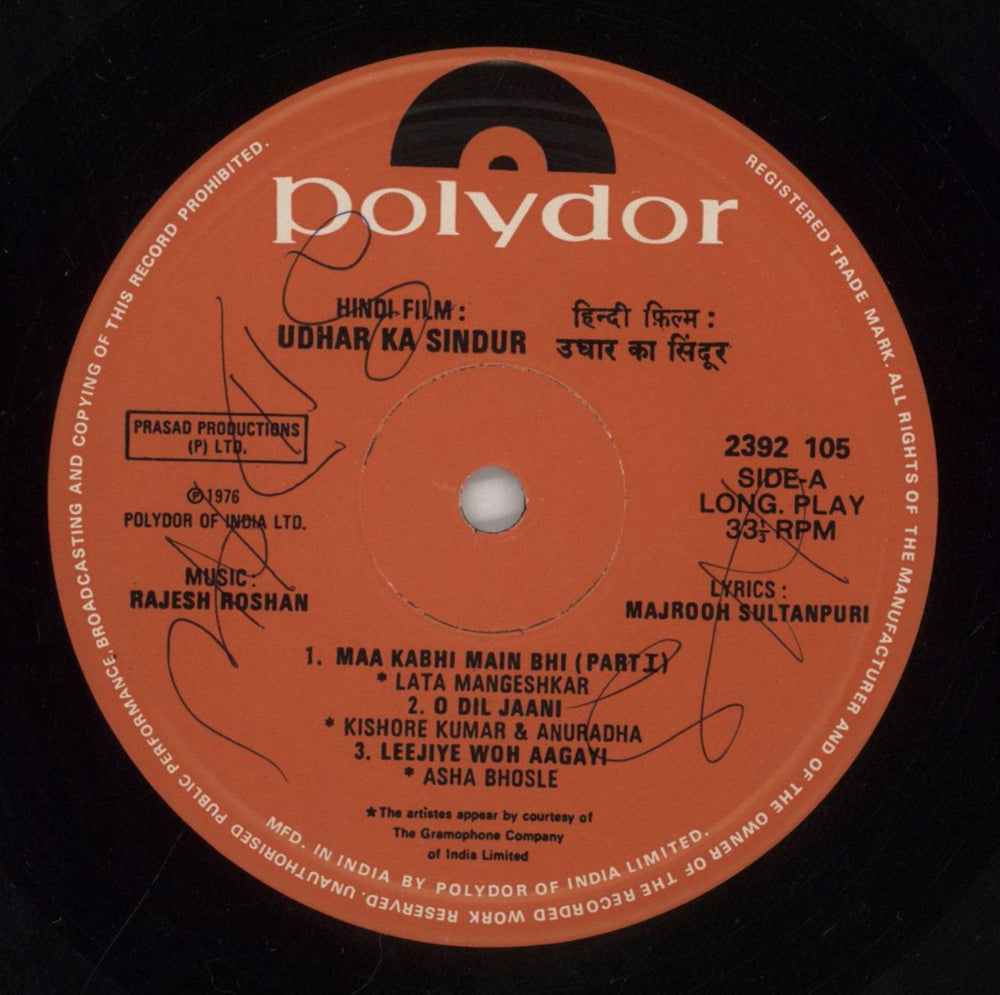 polydor
HINDI FILM :
UDHAR KA SINDUR
हिन्दी फ़िल्म :
उधार का सिंदूर
PRASAD PRODUCTIONS
(P) LTD.
Ⓟ 1976
POLYDOR OF INDIA LTD.
2392 105
SIDE-A
LONG. PLAY
33⅓ RPM
MUSIC :
RAJESH ROSHAN
LYRICS :
MAJROOH SULTANPURI
1. MAA KABHI MAIN BHI (PART I)
* LATA MANGESHKAR
2. O DIL JAANI
* KISHORE KUMAR & ANURADHA
3. LEEJIYE WOH AAGAYI
* ASHA BHOSLE
★ The artistes appear by courtesy of
The Gramophone Company
of India Limited
MFD. IN INDIA BY POLYDOR OF INDIA LIMITED.
REGISTERED TRADE MARK. ALL RIGHTS OF THE MANUFACTURER AND OF THE OWNER OF THE RECORDED WORK RESERVED. UNAUTHORISED PUBLIC PERFORMANCE, BROADCASTING AND COPYING OF THIS RECORD PROHIBITED.